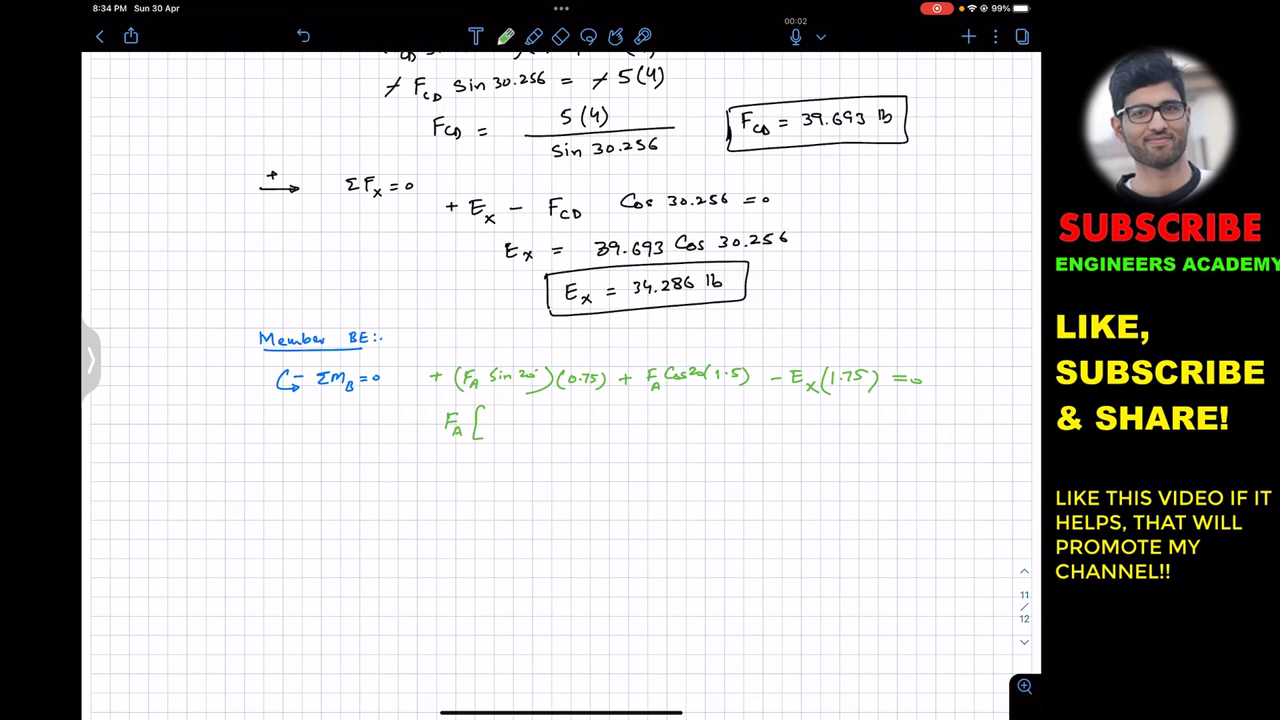 8:34 PM Sun 30 Apr
99%
00:02
≁ F_CD Sin 30.256 = ≁ 5(4)
F_CD = 5(4) / Sin 30.256
F_CD = 39.693 lb
+→ ΣF_x = 0
+ E_x - F_CD Cos 30.256 = 0
E_x = 39.693 Cos 30.256
E_x = 34.286 lb
Member BE:.
ΣM_B = 0 + (F_A Sin 20°)(0.75) + F_A Cos 20(1.5) - E_x(1.75) = 0
F_A [
11
/
12
SUBSCRIBE
ENGINEERS ACADEMY
LIKE,
SUBSCRIBE
& SHARE!
LIKE THIS VIDEO IF IT
HELPS, THAT WILL
PROMOTE MY
CHANNEL!!